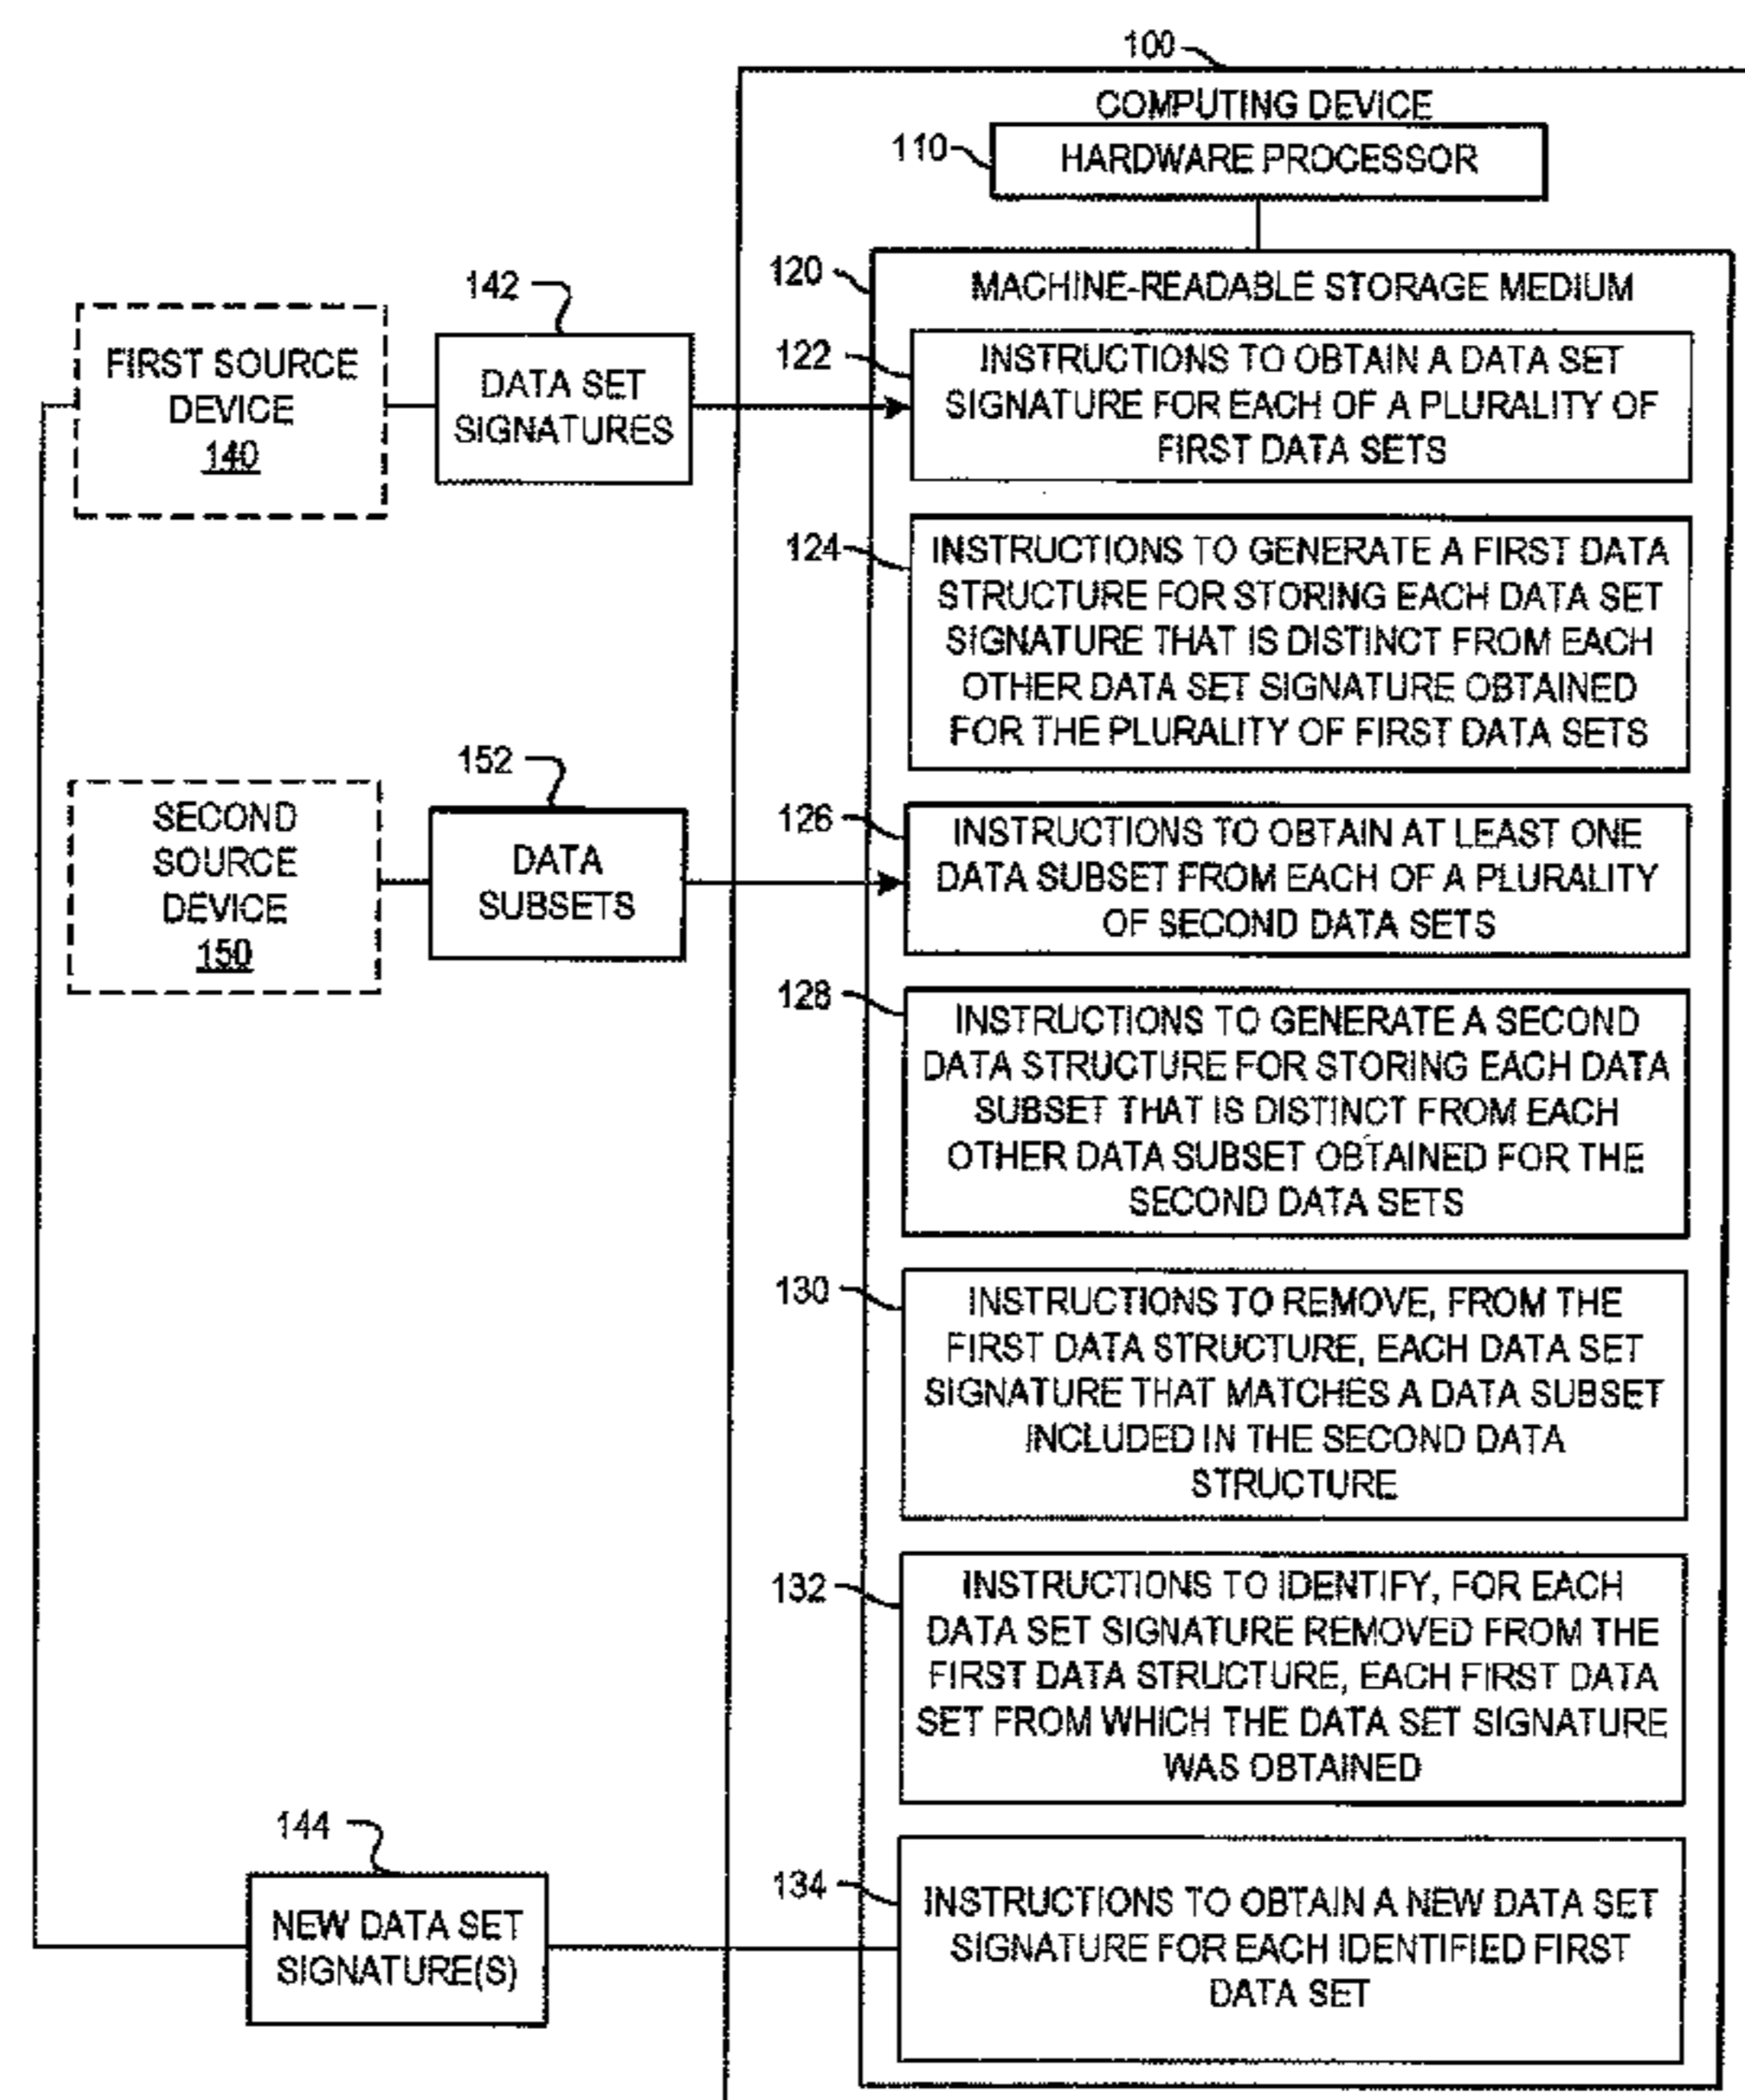 100
COMPUTING DEVICE
110
HARDWARE PROCESSOR
120
MACHINE-READABLE STORAGE MEDIUM
142
FIRST SOURCE
DEVICE
140
DATA SET
SIGNATURES
122
INSTRUCTIONS TO OBTAIN A DATA SET
SIGNATURE FOR EACH OF A PLURALITY OF
FIRST DATA SETS
124
INSTRUCTIONS TO GENERATE A FIRST DATA
STRUCTURE FOR STORING EACH DATA SET
SIGNATURE THAT IS DISTINCT FROM EACH
OTHER DATA SET SIGNATURE OBTAINED
FOR THE PLURALITY OF FIRST DATA SETS
152
SECOND
SOURCE
DEVICE
150
DATA
SUBSETS
126
INSTRUCTIONS TO OBTAIN AT LEAST ONE
DATA SUBSET FROM EACH OF A PLURALITY
OF SECOND DATA SETS
128
INSTRUCTIONS TO GENERATE A SECOND
DATA STRUCTURE FOR STORING EACH DATA
SUBSET THAT IS DISTINCT FROM EACH
OTHER DATA SUBSET OBTAINED FOR THE
SECOND DATA SETS
130
INSTRUCTIONS TO REMOVE, FROM THE
FIRST DATA STRUCTURE, EACH DATA SET
SIGNATURE THAT MATCHES A DATA SUBSET
INCLUDED IN THE SECOND DATA
STRUCTURE
132
INSTRUCTIONS TO IDENTIFY, FOR EACH
DATA SET SIGNATURE REMOVED FROM THE
FIRST DATA STRUCTURE, EACH FIRST DATA
SET FROM WHICH THE DATA SET SIGNATURE
WAS OBTAINED
144
NEW DATA SET
SIGNATURE(S)
134
INSTRUCTIONS TO OBTAIN A NEW DATA SET
SIGNATURE FOR EACH IDENTIFIED FIRST
DATA SET